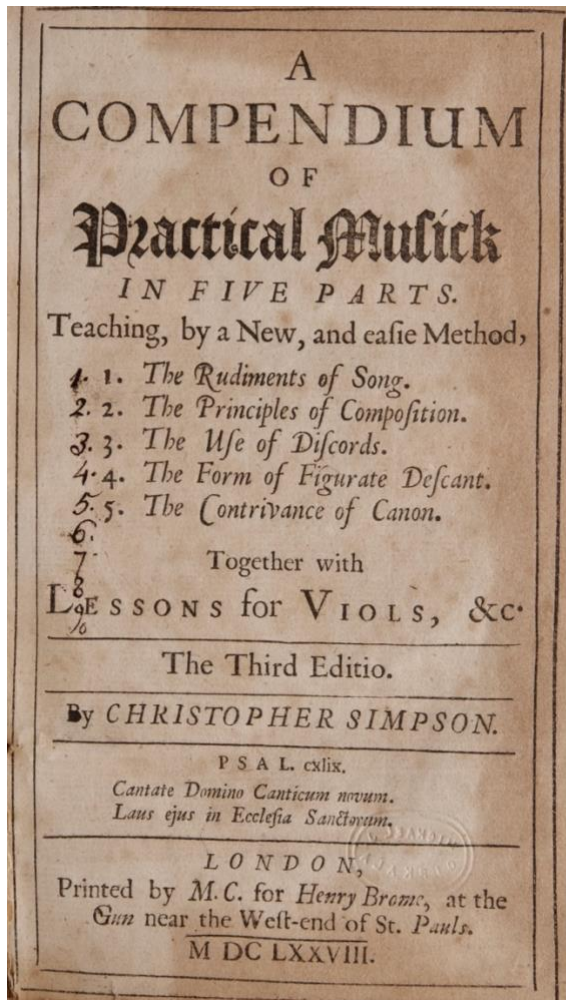 A
COMPENDIUM
OF
Practical Muſick
IN FIVE PARTS.
Teaching, by a New, and eaſie Method,
1. 1. The Rudiments of Song.
2. 2. The Principles of Compoſition.
3. 3. The Uſe of Diſcords.
4. 4. The Form of Figurate Deſcant.
5. 5. The Contrivance of Canon.
6.
7
Together with
8
LESSONS for VIOLS, &c.
9
10
The Third Editio.
By CHRISTOPHER SIMPSON.
PSAL. cxlix.
Cantate Domino Canticum novum.
Laus ejus in Eccleſia Sanctorum.
LONDON,
Printed by M.C. for Henry Brome, at the
Gun near the Weſt-end of St. Pauls.
M DC LXXVIII.